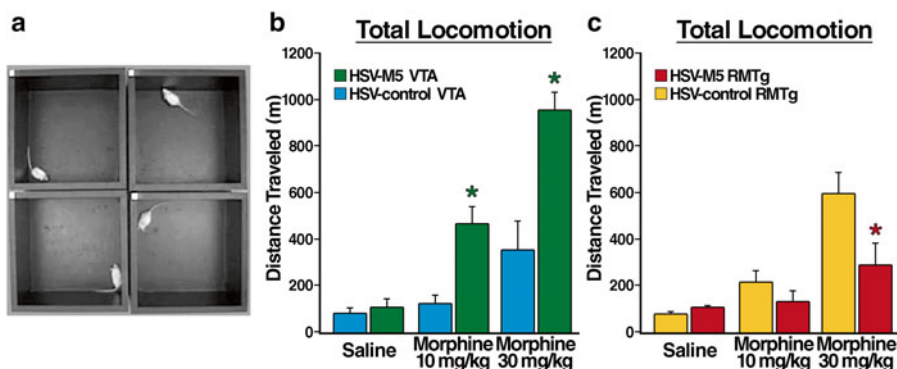 a
b
Total Locomotion
1200
1000
800
600
400
200
0
Distance Traveled (m)
HSV-M5 VTA
HSV-control VTA
*
*
Saline
Morphine
10 mg/kg
Morphine
30 mg/kg
c
Total Locomotion
1200
1000
800
600
400
200
0
Distance Traveled (m)
HSV-M5 RMTg
HSV-control RMTg
*
Saline
Morphine
10 mg/kg
Morphine
30 mg/kg